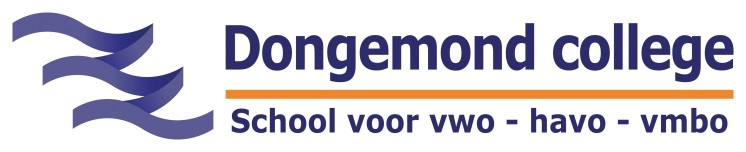 Dongemond college
School voor vwo - havo - vmbo